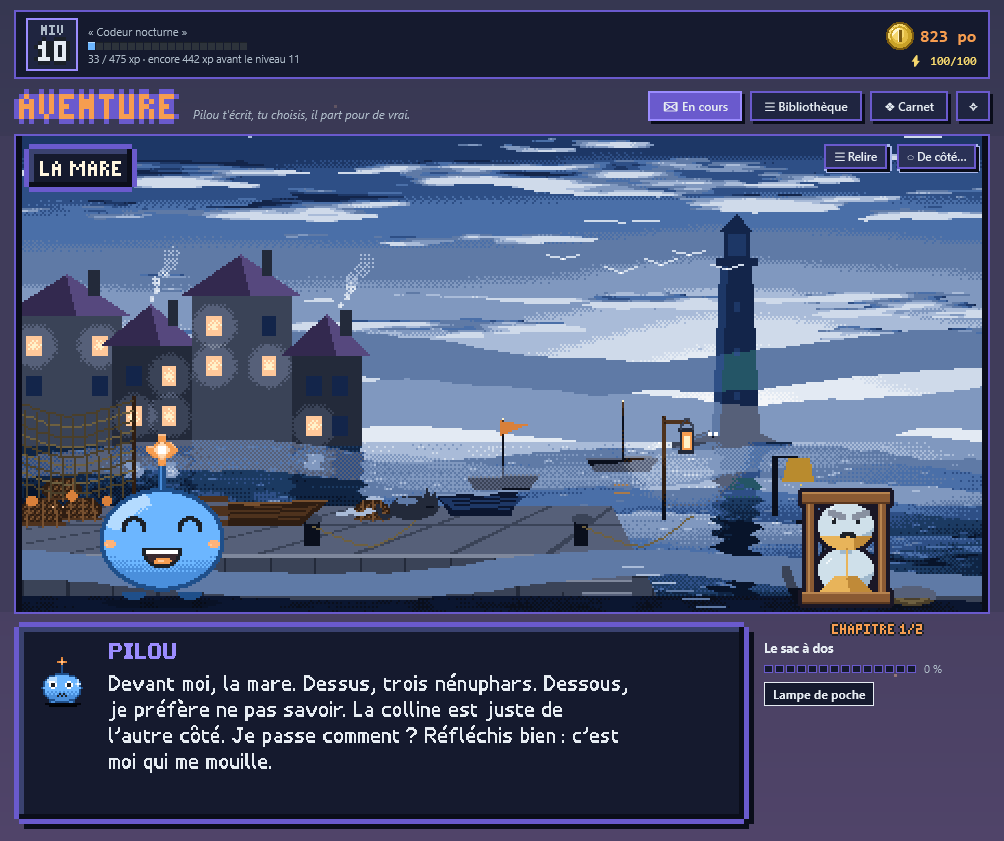 NIV
10
« Codeur nocturne »
33 / 475 xp · encore 442 xp avant le niveau 11
823 po
100/100
AVENTURE
Pilou t'écrit, tu choisis, il part pour de vrai.
En cours
Bibliothèque
Carnet
LA MARE
Relire
De côté...
PILOU
Devant moi, la mare. Dessus, trois nénuphars. Dessous,
je préfère ne pas savoir. La colline est juste de
l'autre côté. Je passe comment ? Réfléchis bien : c'est
moi qui me mouille.
CHAPITRE 1/2
Le sac à dos
0 %
Lampe de poche